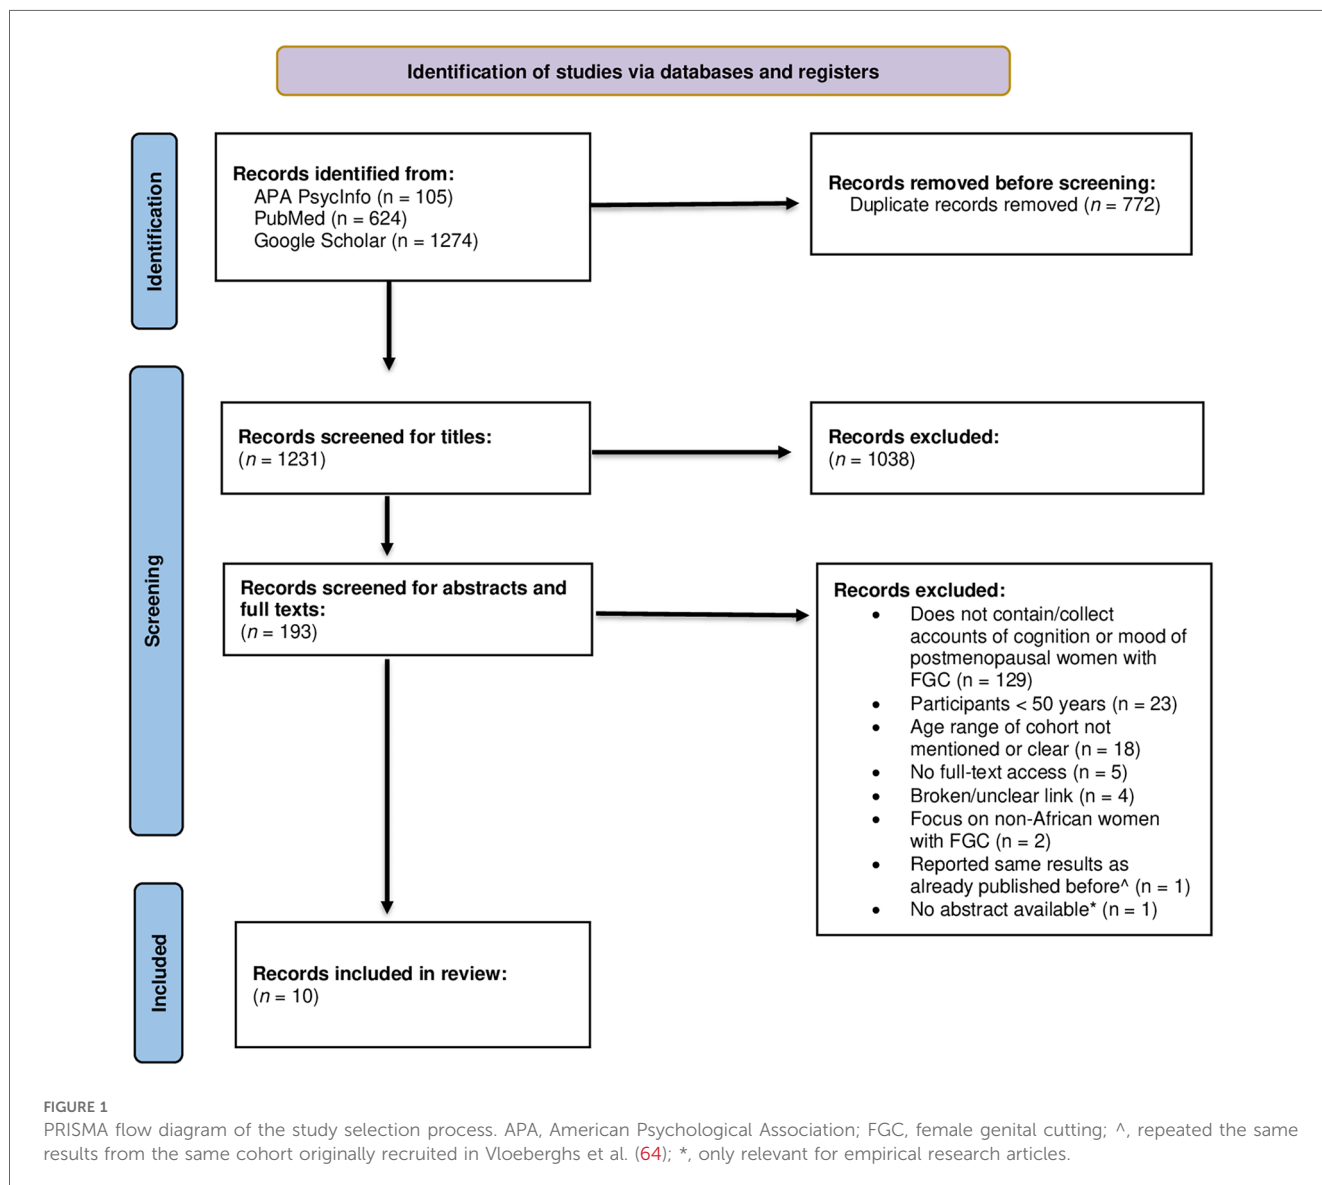 Identification of studies via databases and registers
Identification
Records identified from:
APA PsycInfo (n = 105)
PubMed (n = 624)
Google Scholar (n = 1274)
Records removed before screening:
Duplicate records removed (n = 772)
Screening
Records screened for titles:
(n = 1231)
Records excluded:
(n = 1038)
Records screened for abstracts and
full texts:
(n = 193)
Records excluded:
• Does not contain/collect
accounts of cognition or mood of
postmenopausal women with
FGC (n = 129)
• Participants < 50 years (n = 23)
• Age range of cohort not
mentioned or clear (n = 18)
• No full-text access (n = 5)
• Broken/unclear link (n = 4)
• Focus on non-African women
with FGC (n = 2)
• Reported same results as
already published before^ (n = 1)
• No abstract available* (n = 1)
Included
Records included in review:
(n = 10)
FIGURE 1
PRISMA flow diagram of the study selection process. APA, American Psychological Association; FGC, female genital cutting; ^, repeated the same
results from the same cohort originally recruited in Vloeberghs et al. (64); *, only relevant for empirical research articles.